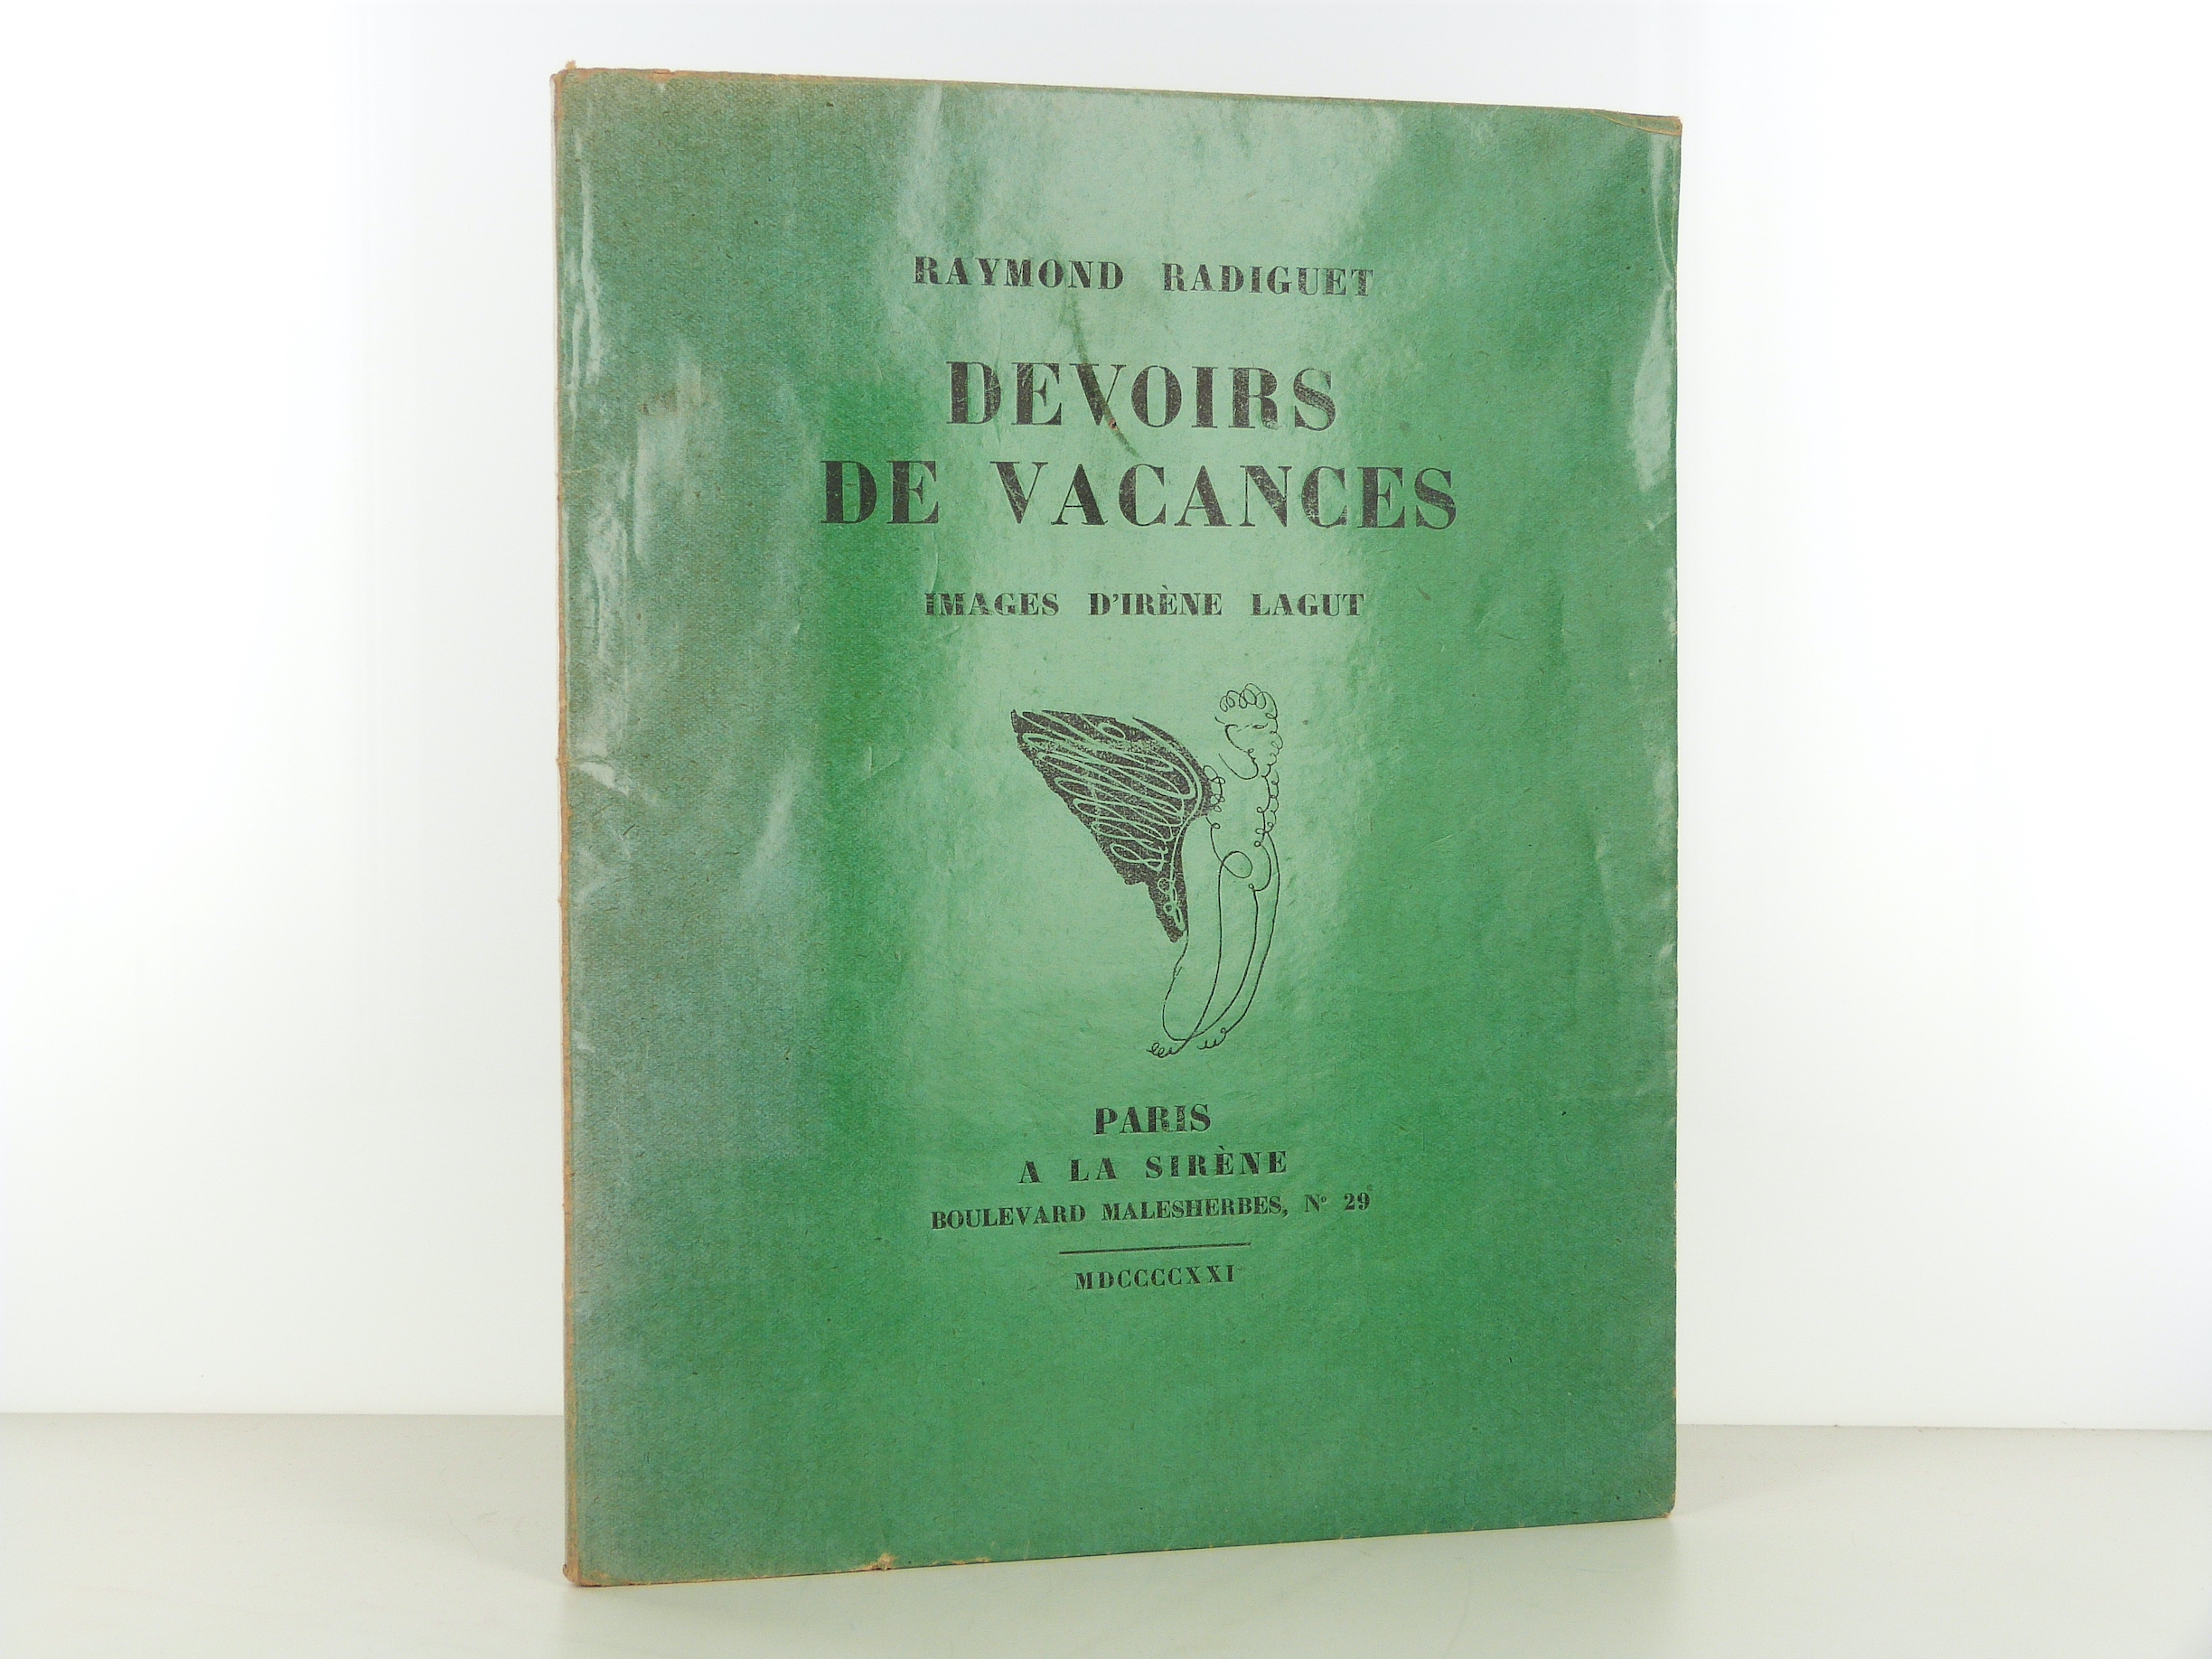 RAYMOND RADIGUET
DEVOIRS
DE VACANCES
IMAGES D'IRÈNE LAGUT
PARIS
A LA SIRÈNE
BOULEVARD MALESHERBES, Nº 29
MDCCCCXXI